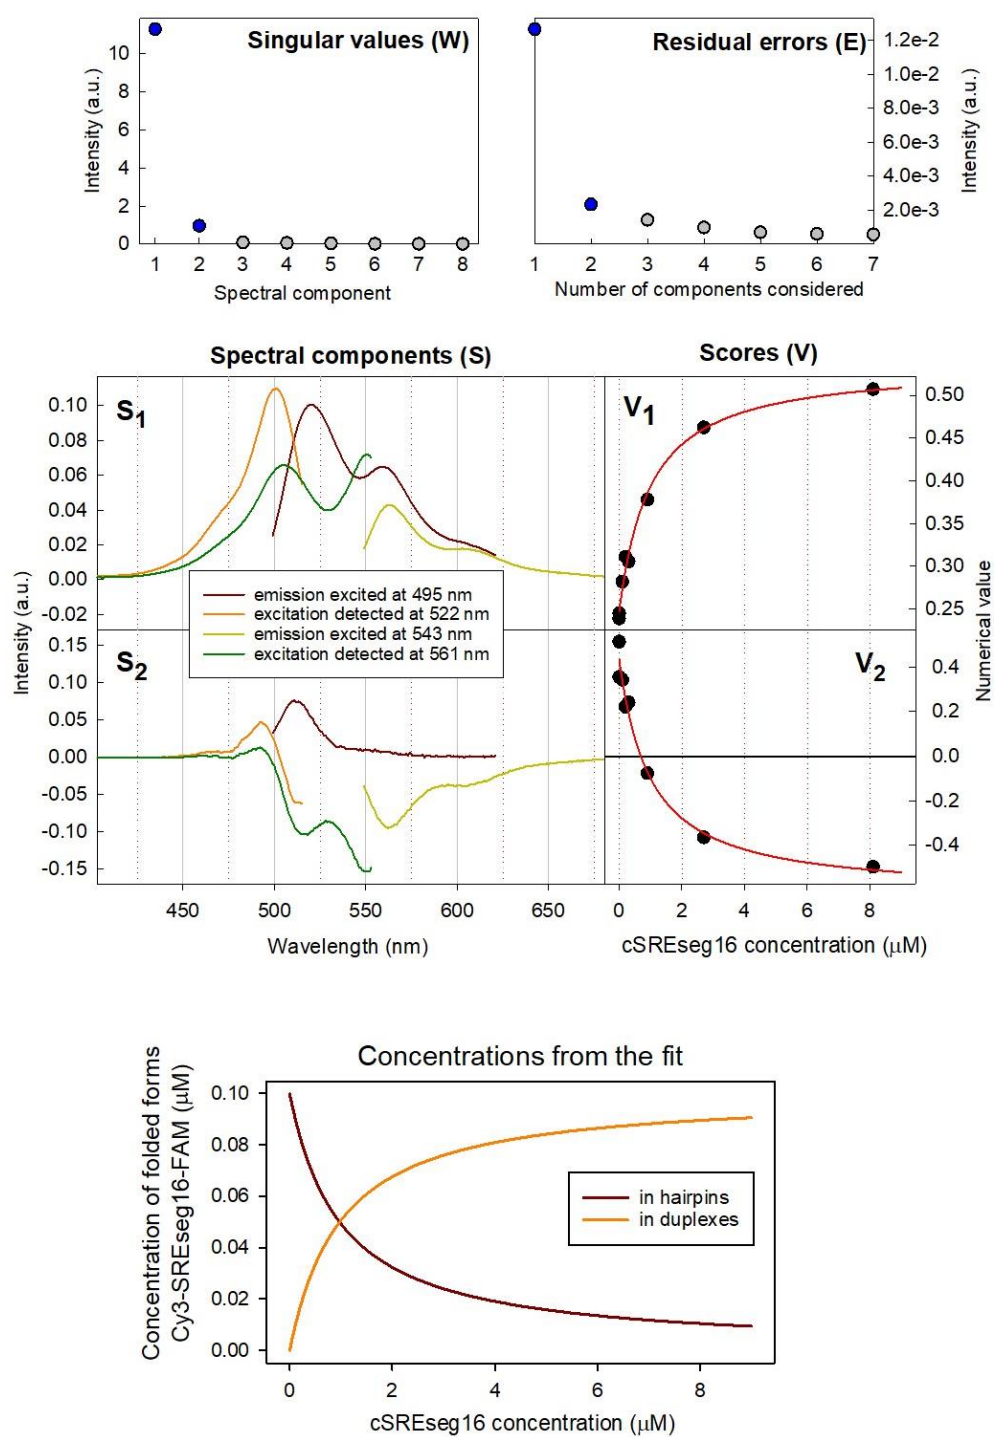 Singular values (W)
Intensity (a.u.)
10
8
6
4
2
0
1 2 3 4 5 6 7 8
Spectral component
Residual errors (E)
1.2e-2
1.0e-2
8.0e-3
6.0e-3
4.0e-3
2.0e-3
Intensity (a.u.)
1 2 3 4 5 6 7
Number of components considered
Spectral components (S)
Scores (V)
Intensity (a.u.)
S1
0.10
0.08
0.06
0.04
0.02
0.00
-0.02
emission excited at 495 nm
excitation detected at 522 nm
emission excited at 543 nm
excitation detected at 561 nm
S2
0.15
0.10
0.05
0.00
-0.05
-0.10
-0.15
450 500 550 600 650
Wavelength (nm)
V1
0.50
0.45
0.40
0.35
0.30
0.25
Numerical value
V2
0.4
0.2
0.0
-0.2
-0.4
0 2 4 6 8
cSREseg16 concentration (μM)
Concentrations from the fit
Concentration of folded forms
Cy3-SREseg16-FAM (μM)
0.10
0.08
0.06
0.04
0.02
0.00
in hairpins
in duplexes
0 2 4 6 8
cSREseg16 concentration (μM)